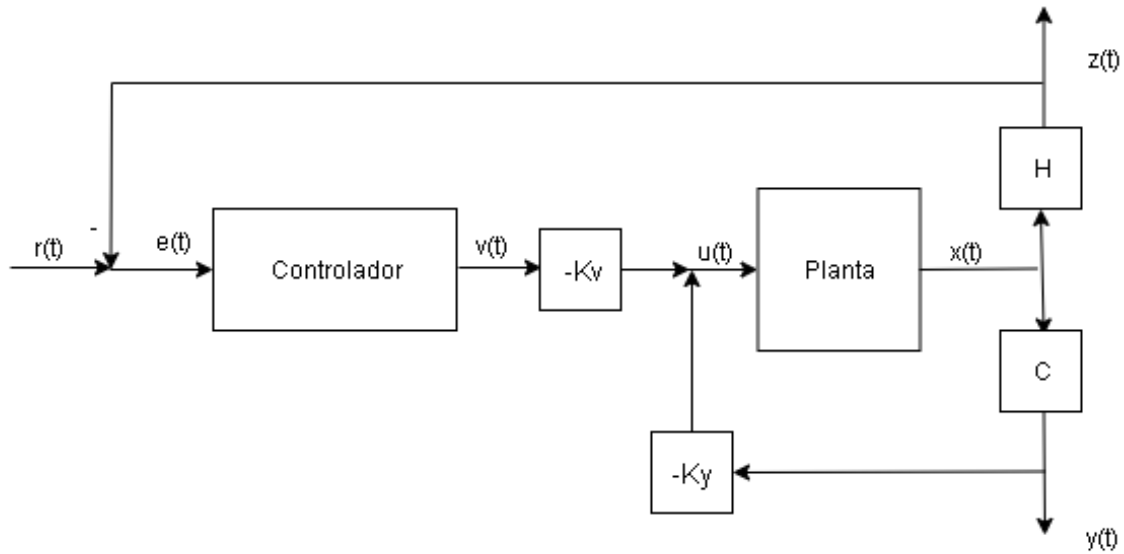 z(t)
H
r(t)
-
e(t)
Controlador
v(t)
-Kv
u(t)
Planta
x(t)
C
-Ky
y(t)